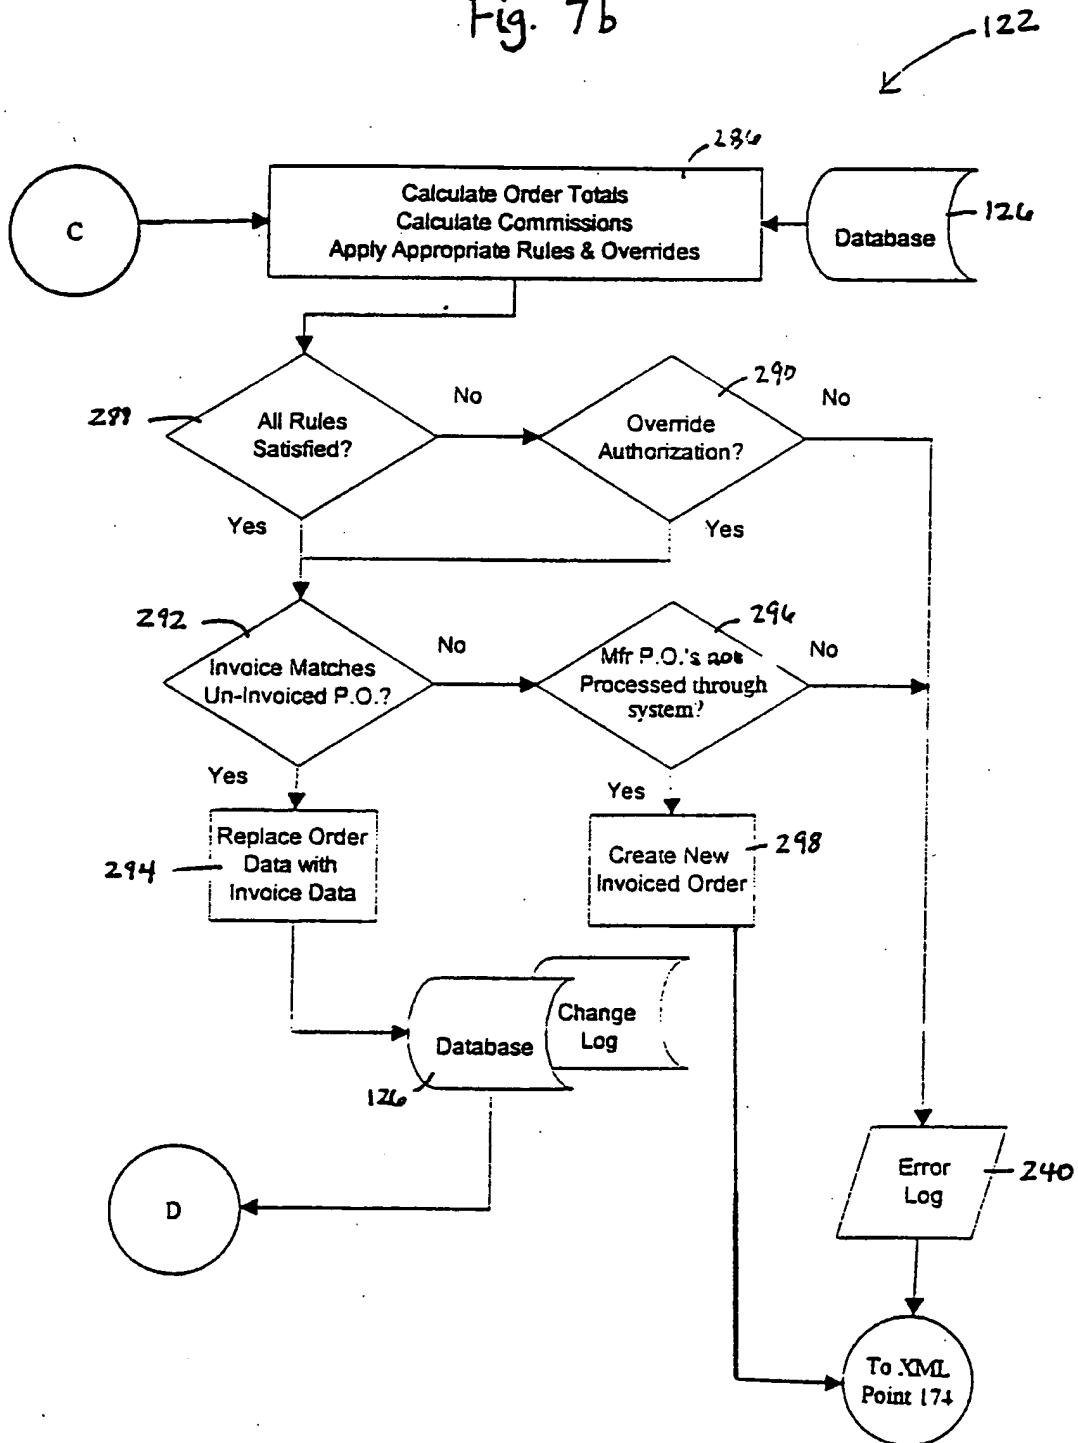 Fig. 7b
122
286
C
Calculate Order Totals
Calculate Commissions
Apply Appropriate Rules & Overrides
Database
126
288
All Rules
Satisfied?
No
290
Override
Authorization?
No
Yes
Yes
292
Invoice Matches
Un-Invoiced P.O.?
No
296
Mfr P.O.'s not
Processed through
system?
No
Yes
Yes
294
Replace Order
Data with
Invoice Data
Create New
Invoiced Order
298
Database
126
Change
Log
D
Error
Log
240
To XML
Point 174